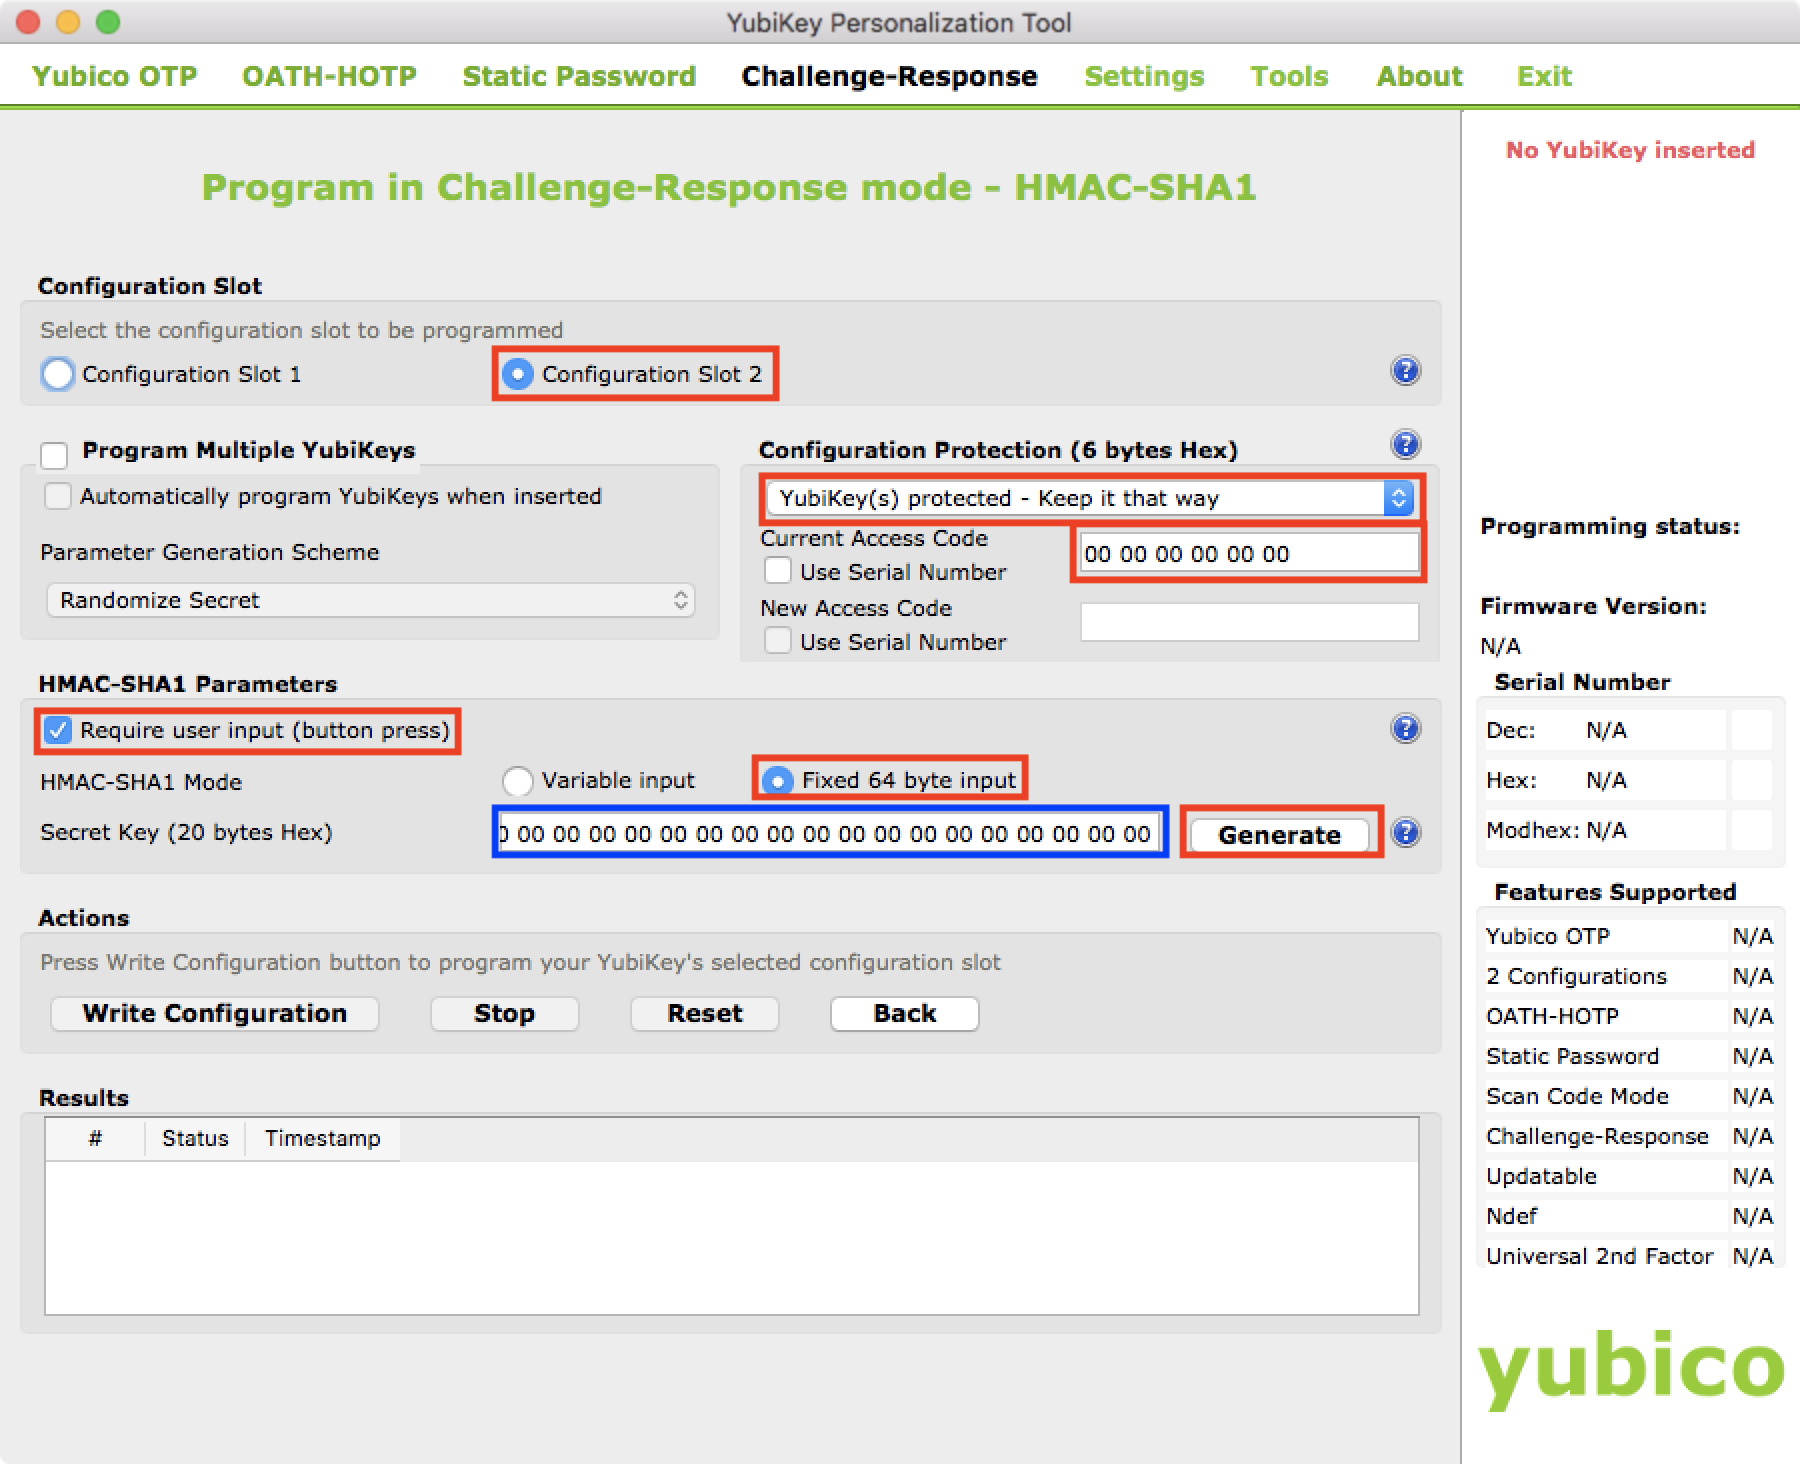 YubiKey Personalization Tool
Yubico OTP OATH-HOTP Static Password Challenge-Response Settings Tools About Exit
No YubiKey inserted
Program in Challenge-Response mode - HMAC-SHA1
Configuration Slot
Select the configuration slot to be programmed
Configuration Slot 1 Configuration Slot 2
Program Multiple YubiKeys
Automatically program YubiKeys when inserted
Parameter Generation Scheme
Randomize Secret
Configuration Protection (6 bytes Hex)
YubiKey(s) protected - Keep it that way
Current Access Code
Use Serial Number
00 00 00 00 00 00
New Access Code
Use Serial Number
HMAC-SHA1 Parameters
Require user input (button press)
HMAC-SHA1 Mode Variable input Fixed 64 byte input
Secret Key (20 bytes Hex) 0 00 00 00 00 00 00 00 00 00 00 00 00 00 00 00 00 00 00 Generate
Actions
Press Write Configuration button to program your YubiKey's selected configuration slot
Write Configuration Stop Reset Back
Results
# Status Timestamp
Programming status:
Firmware Version:
N/A
Serial Number
Dec: N/A
Hex: N/A
Modhex: N/A
Features Supported
Yubico OTP N/A
2 Configurations N/A
OATH-HOTP N/A
Static Password N/A
Scan Code Mode N/A
Challenge-Response N/A
Updatable N/A
Ndef N/A
Universal 2nd Factor N/A
yubico